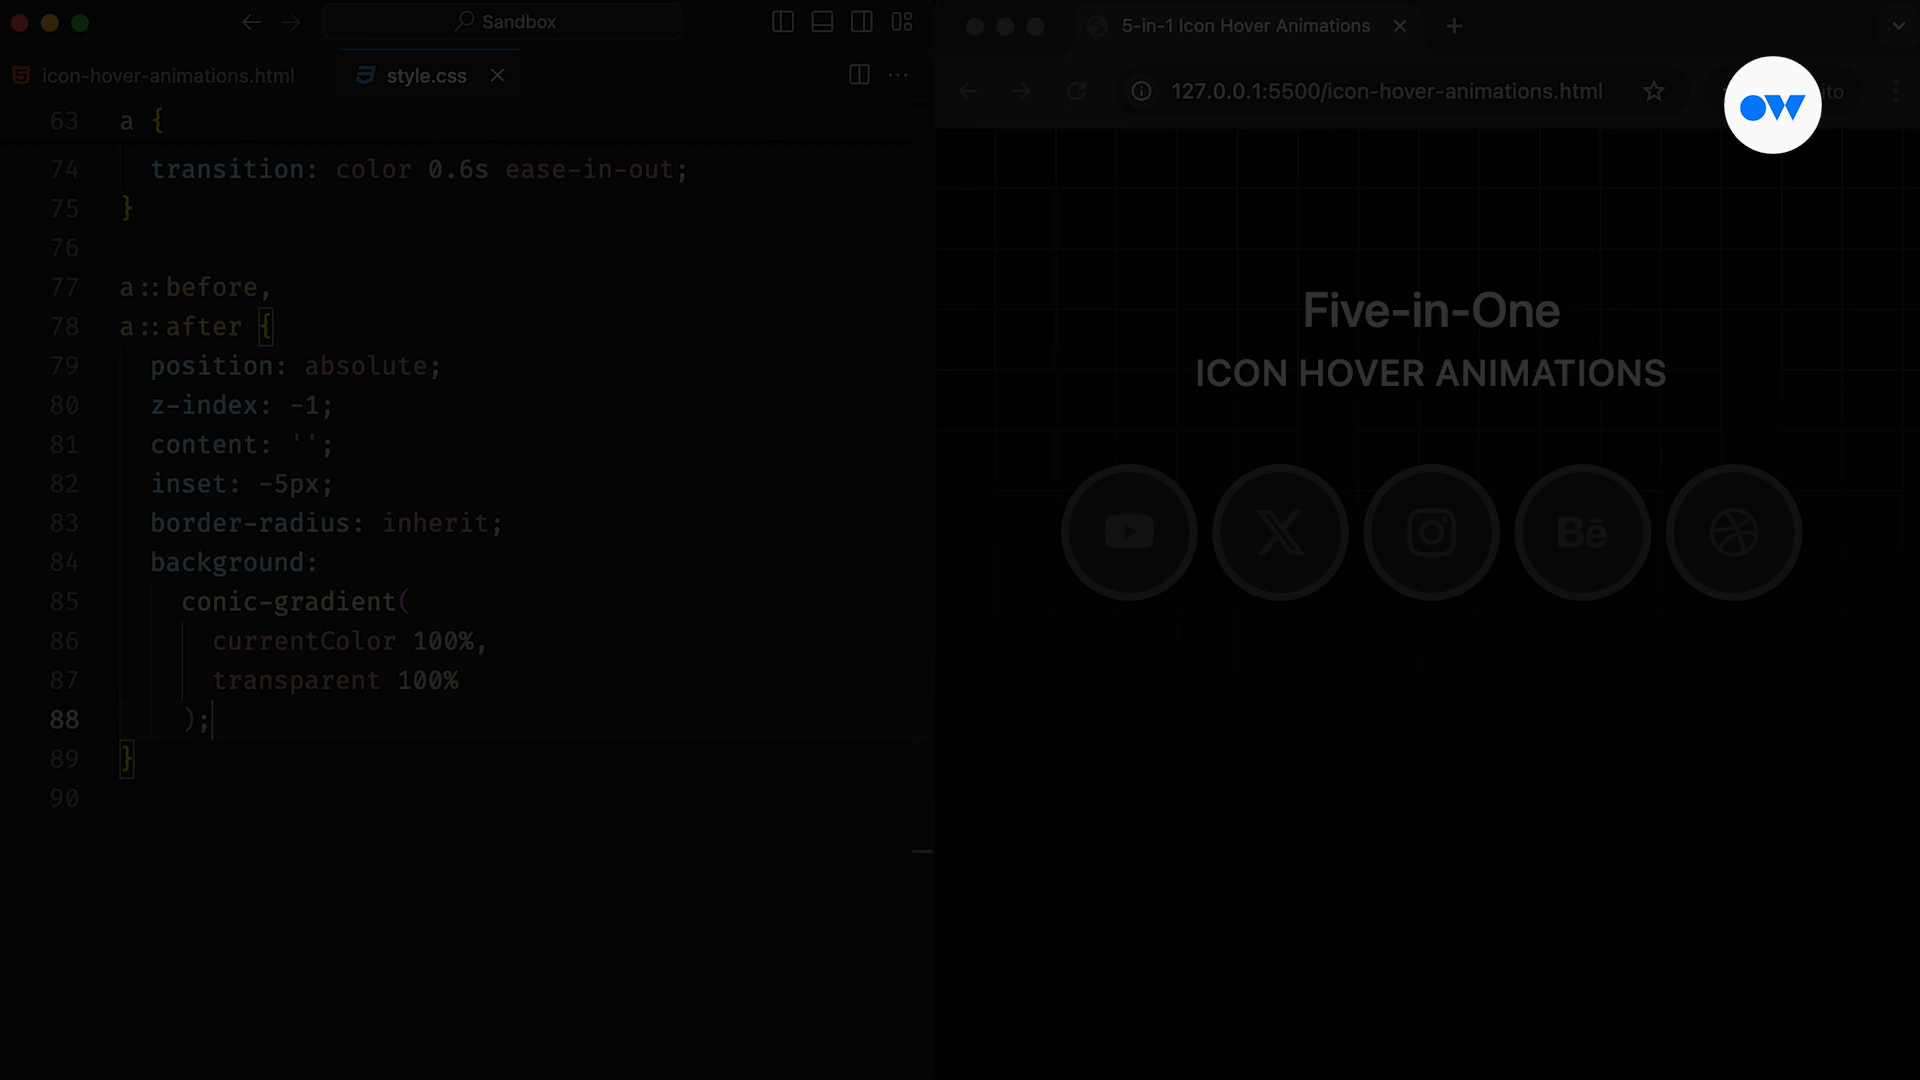 Sandbox
icon-hover-animations.html
style.css
63 a {
74 transition: color 0.6s ease-in-out;
75 }
76
77 a::before,
78 a::after {
79 position: absolute;
80 z-index: -1;
81 content: '';
82 inset: -5px;
83 border-radius: inherit;
84 background:
85 conic-gradient(
86 currentColor 100%,
87 transparent 100%
88 );
89 }
90
5-in-1 Icon Hover Animations
127.0.0.1:5500/icon-hover-animations.html
ito
OW
Five-in-One
ICON HOVER ANIMATIONS
X
Bē